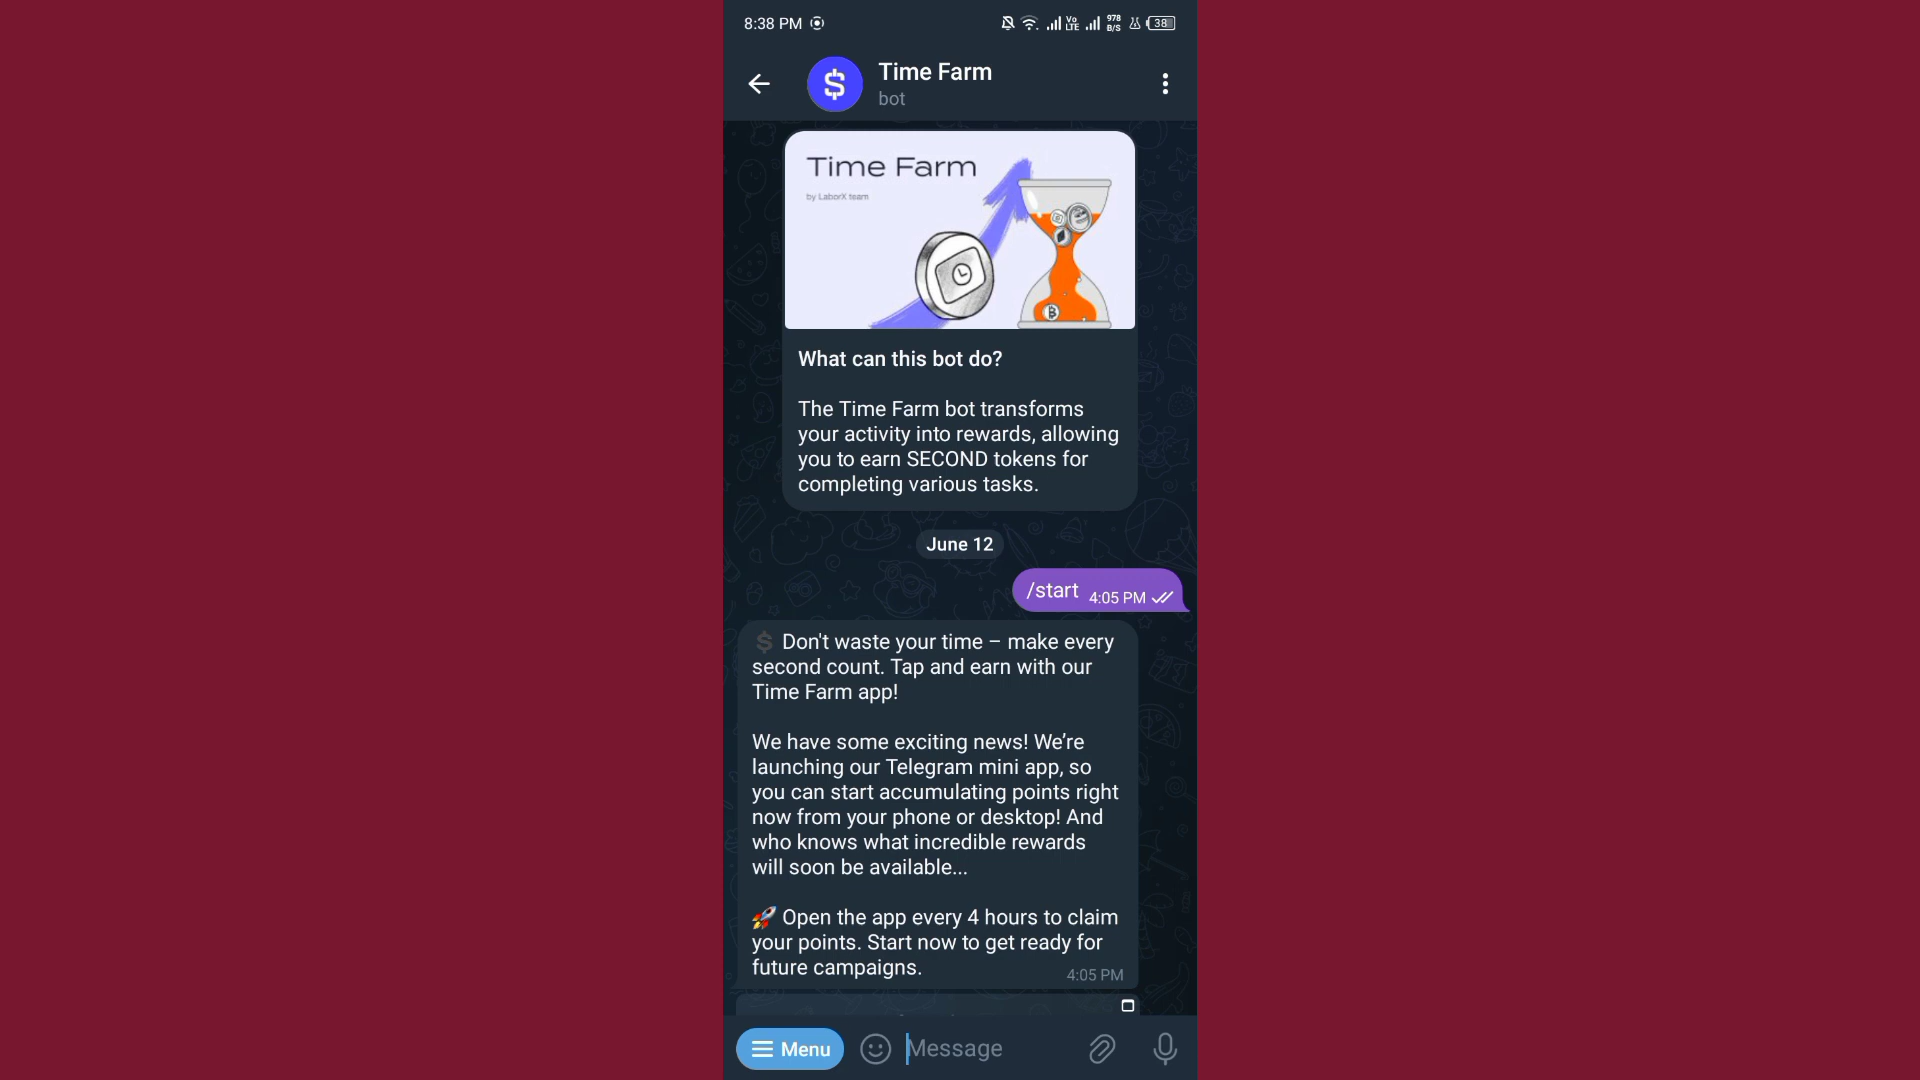 8:38 PM
Vo LTE
978 B/S
38
Time Farm
bot
Time Farm
by LaborX team
What can this bot do?
The Time Farm bot transforms
your activity into rewards, allowing
you to earn SECOND tokens for
completing various tasks.
June 12
/start 4:05 PM
💲 Don't waste your time – make every
second count. Tap and earn with our
Time Farm app!
We have some exciting news! We’re
launching our Telegram mini app, so
you can start accumulating points right
now from your phone or desktop! And
who knows what incredible rewards
will soon be available...
🚀 Open the app every 4 hours to claim
your points. Start now to get ready for
future campaigns.
4:05 PM
Menu
Message